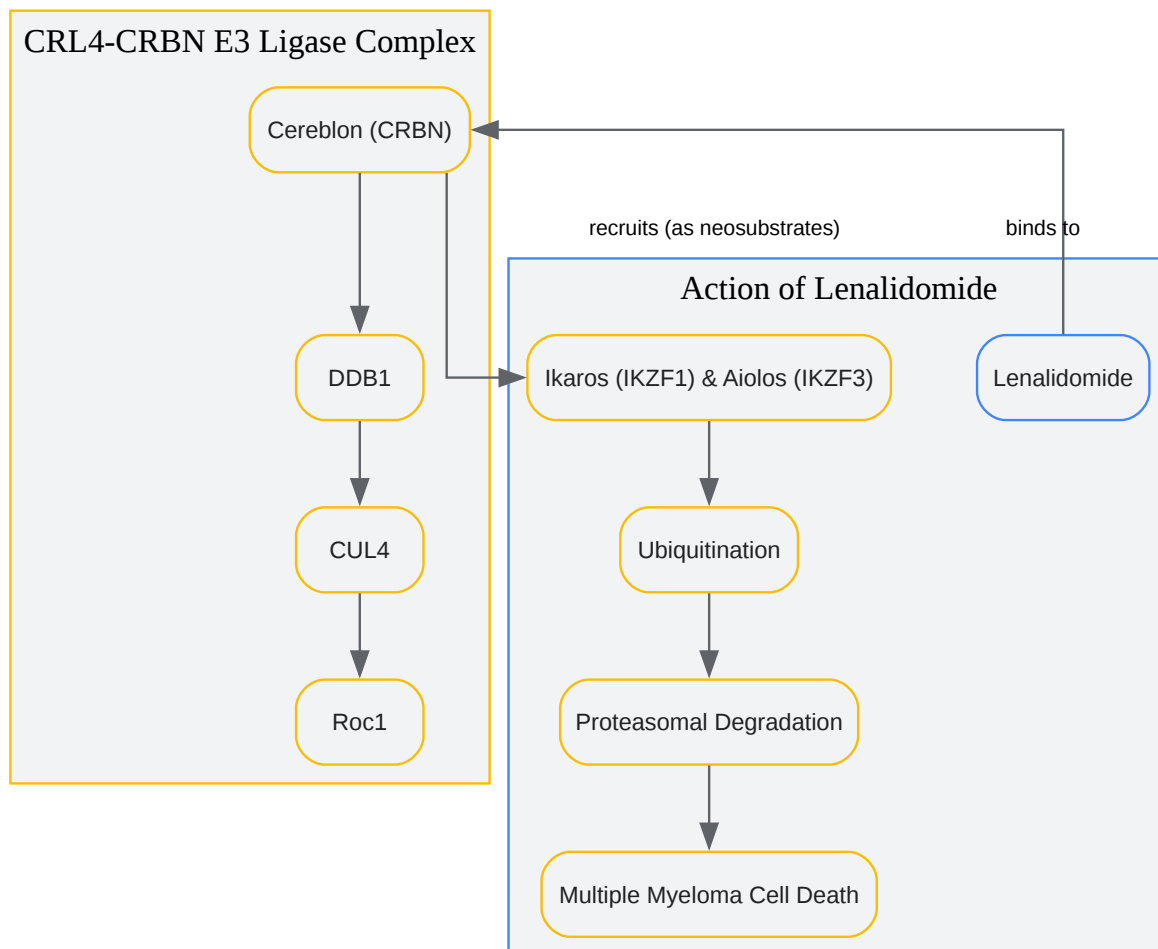 CRL4-CRBN E3 Ligase Complex
Cereblon (CRBN)
recruits (as neosubstrates)
binds to
Action of Lenalidomide
DDB1
Ikaros (IKZF1) & Aiolos (IKZF3)
Lenalidomide
CUL4
Ubiquitination
Roc1
Proteasomal Degradation
Multiple Myeloma Cell Death